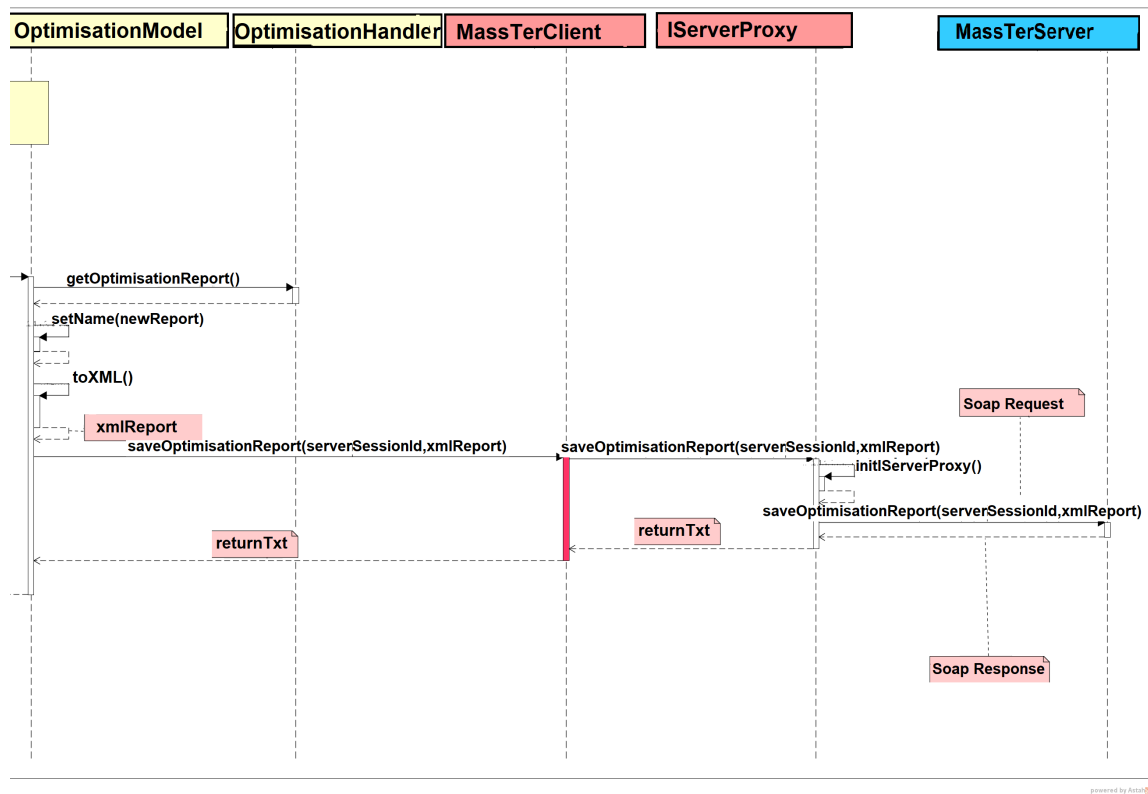 OptimisationModel
OptimisationHandler
MassTerClient
IServerProxy
MassTerServer
getOptimisationReport()
setName(newReport)
toXML()
Soap Request
xmlReport
saveOptimisationReport(serverSessionId,xmlReport)
saveOptimisationReport(serverSessionId,xmlReport)
initIServerProxy()
saveOptimisationReport(serverSessionId,xmlReport)
returnTxt
returnTxt
Soap Response
powered by Astah